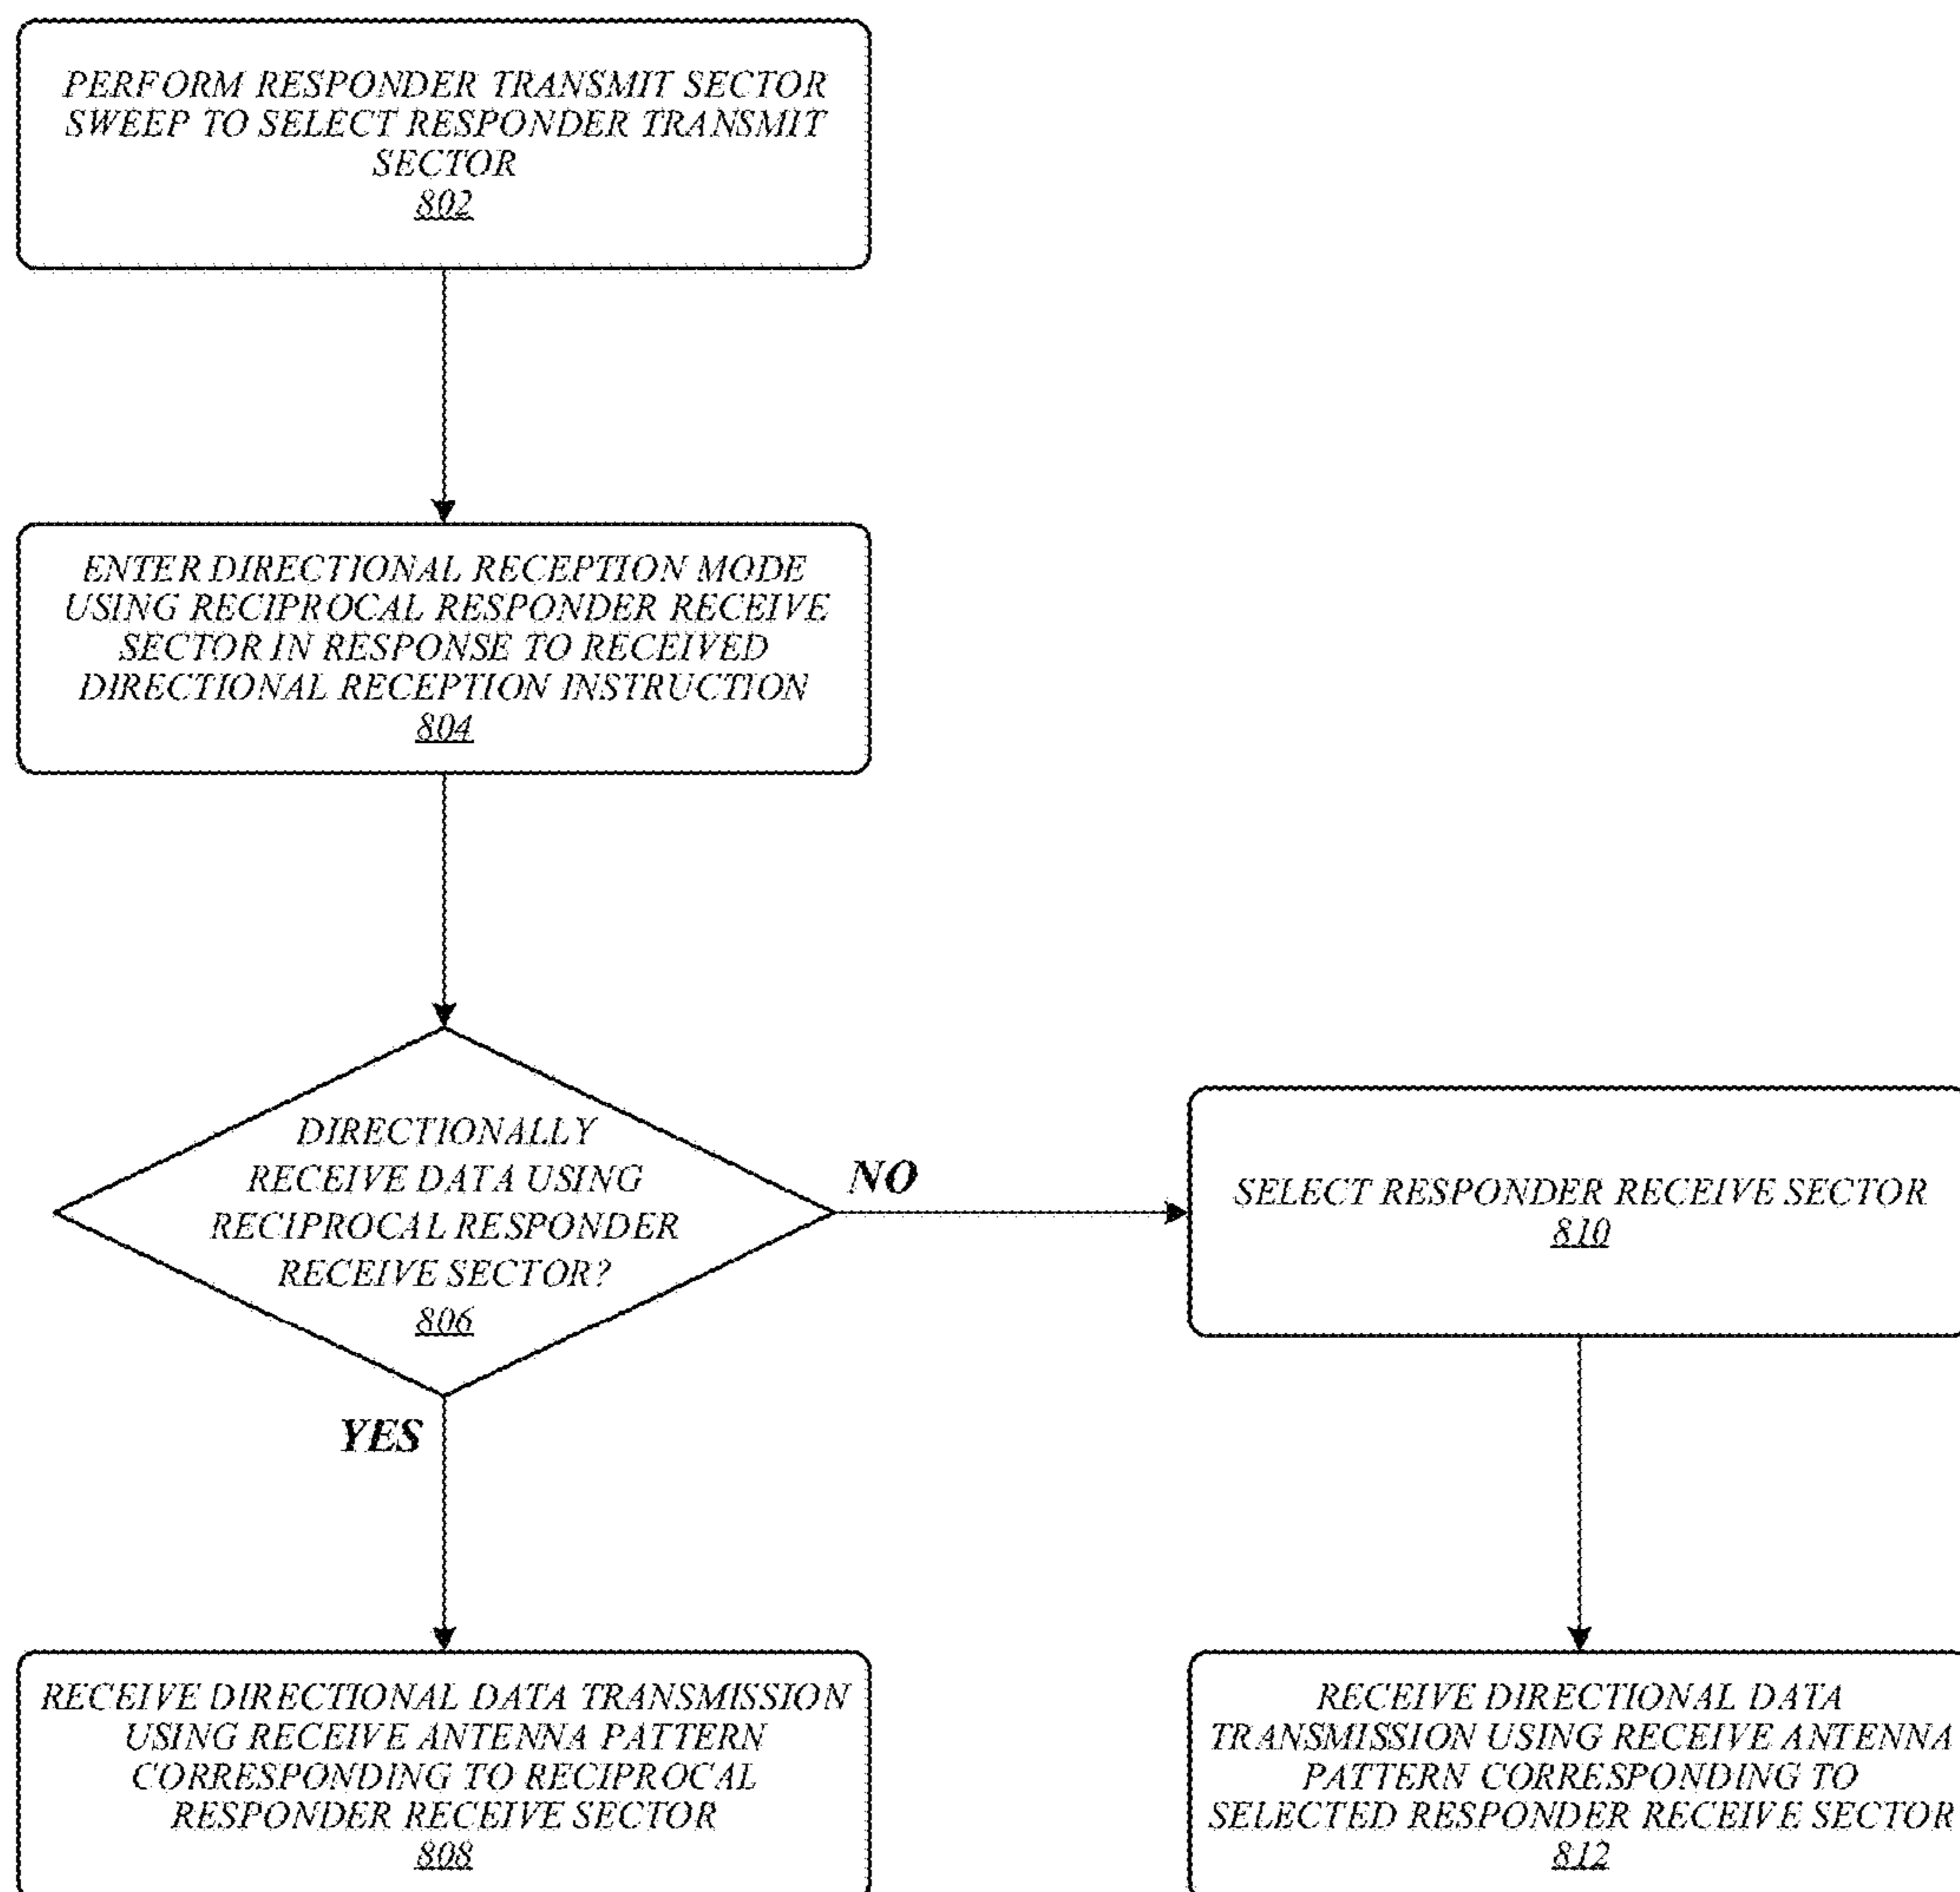 PERFORM RESPONDER TRANSMIT SECTOR
SWEEP TO SELECT RESPONDER TRANSMIT
SECTOR
802
ENTER DIRECTIONAL RECEPTION MODE
USING RECIPROCAL RESPONDER RECEIVE
SECTOR IN RESPONSE TO RECEIVED
DIRECTIONAL RECEPTION INSTRUCTION
804
DIRECTIONALLY
RECEIVE DATA USING
RECIPROCAL RESPONDER
RECEIVE SECTOR?
806
NO
SELECT RESPONDER RECEIVE SECTOR
810
YES
RECEIVE DIRECTIONAL DATA TRANSMISSION
USING RECEIVE ANTENNA PATTERN
CORRESPONDING TO RECIPROCAL
RESPONDER RECEIVE SECTOR
808
RECEIVE DIRECTIONAL DATA
TRANSMISSION USING RECEIVE ANTENNA
PATTERN CORRESPONDING TO
SELECTED RESPONDER RECEIVE SECTOR
812